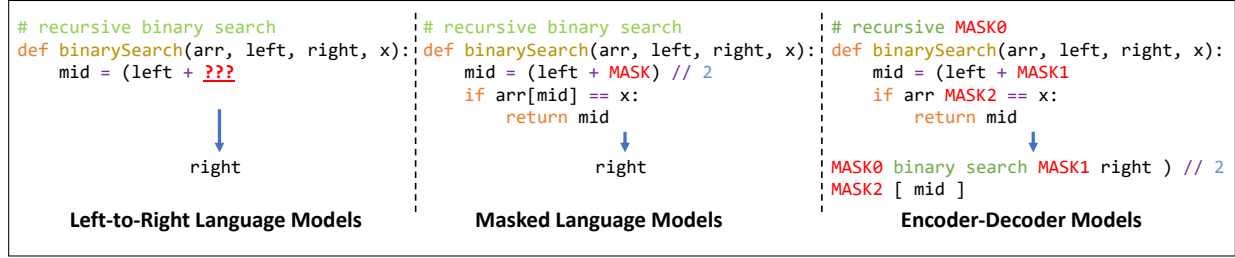 # recursive binary search
def binarySearch(arr, left, right, x):
    mid = (left + ???
right
Left-to-Right Language Models
# recursive binary search
def binarySearch(arr, left, right, x):
    mid = (left + MASK) // 2
    if arr[mid] == x:
        return mid
right
Masked Language Models
# recursive MASK0
def binarySearch(arr, left, right, x):
    mid = (left + MASK1
    if arr MASK2 == x:
        return mid
MASK0 binary search MASK1 right ) // 2
MASK2 [ mid ]
Encoder-Decoder Models